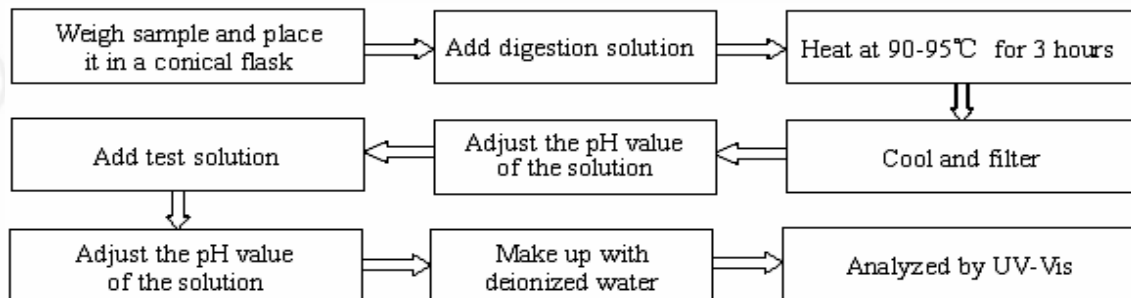 Weigh sample and place
it in a conical flask
Add digestion solution
Heat at 90-95℃ for 3 hours
Cool and filter
Adjust the pH value
of the solution
Add test solution
Adjust the pH value
of the solution
Make up with
deionized water
Analyzed by UV-Vis